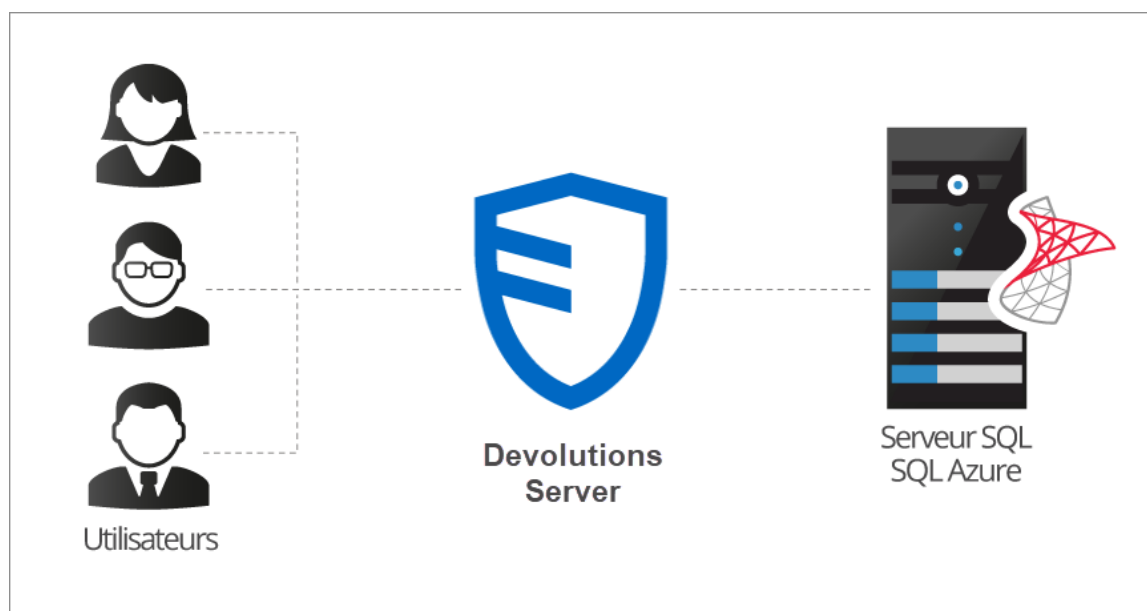 Utilisateurs
Devolutions
Server
Serveur SQL
SQL Azure